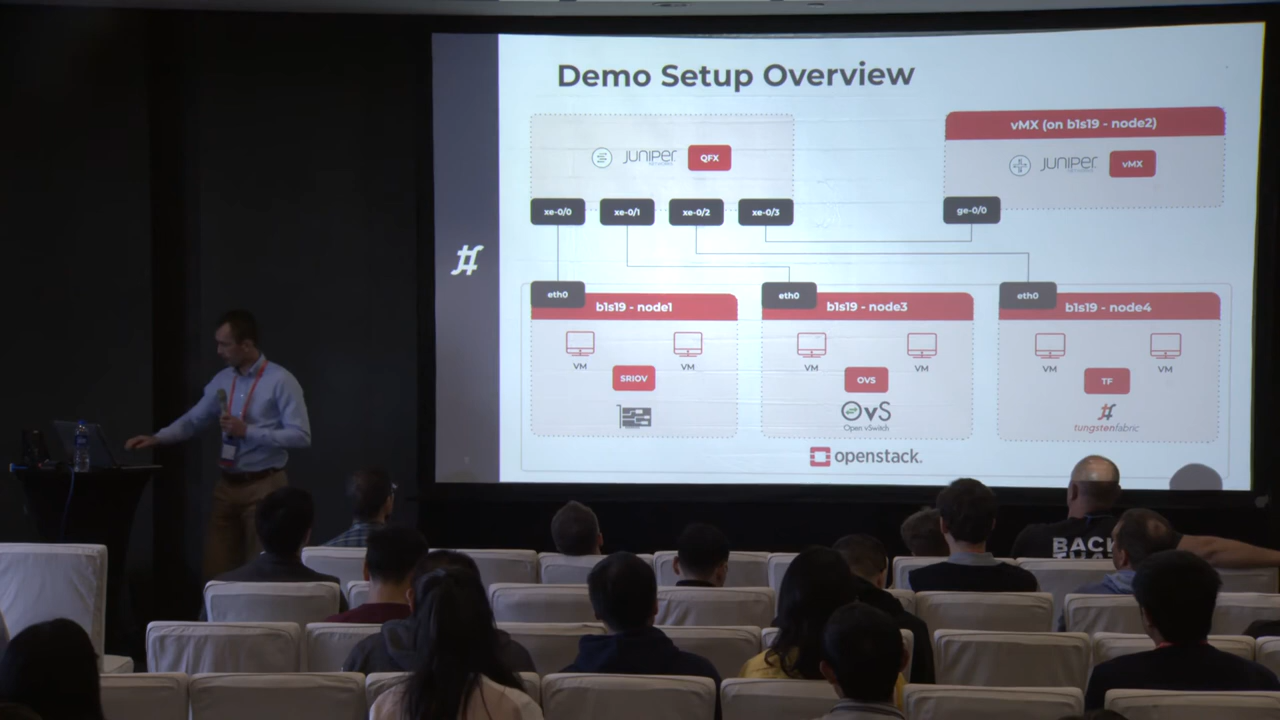 Demo Setup Overview
JUNIPER
NETWORKS
QFX
vMX (on b1s19 - node2)
JUNIPER
NETWORKS
vMX
xe-0/0
xe-0/1
xe-0/2
xe-0/3
ge-0/0
eth0
b1s19 - node1
VM
VM
SRIOV
eth0
b1s19 - node3
VM
VM
OVS
OvS
Open vSwitch
eth0
b1s19 - node4
VM
VM
TF
tungstenfabric
openstack.
BACK